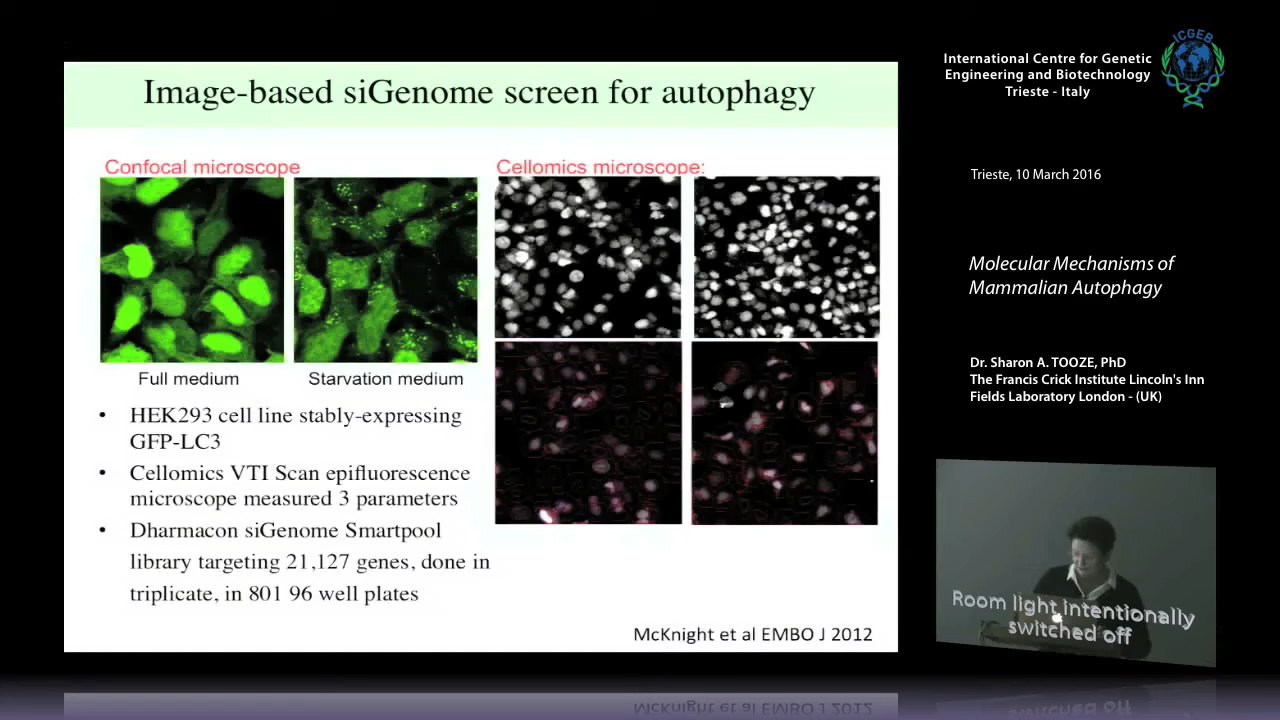 Image-based siGenome screen for autophagy
Confocal microscope
Cellomics microscope:
Full medium
Starvation medium
• HEK293 cell line stably-expressing
GFP-LC3
• Cellomics VTI Scan epifluorescence
microscope measured 3 parameters
• Dharmacon siGenome Smartpool
library targeting 21,127 genes, done in
triplicate, in 801 96 well plates
McKnight et al EMBO J 2012
ICGEB
International Centre for Genetic
Engineering and Biotechnology
Trieste - Italy
Trieste, 10 March 2016
Molecular Mechanisms of
Mammalian Autophagy
Dr. Sharon A. TOOZE, PhD
The Francis Crick Institute Lincoln's Inn
Fields Laboratory London - (UK)
Room light intentionally
switched off